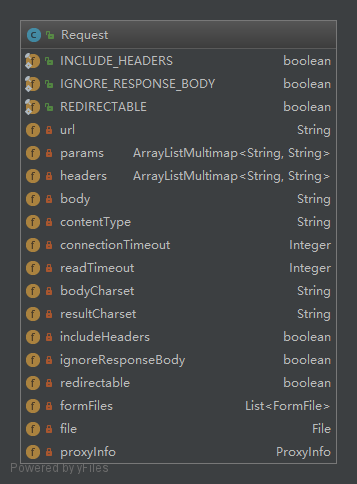 Request
INCLUDE_HEADERS boolean
IGNORE_RESPONSE_BODY boolean
REDIRECTABLE boolean
url String
params ArrayListMultimap<String, String>
headers ArrayListMultimap<String, String>
body String
contentType String
connectionTimeout Integer
readTimeout Integer
bodyCharset String
resultCharset String
includeHeaders boolean
ignoreResponseBody boolean
redirectable boolean
formFiles List<FormFile>
file File
proxyInfo ProxyInfo
Powered by yFiles